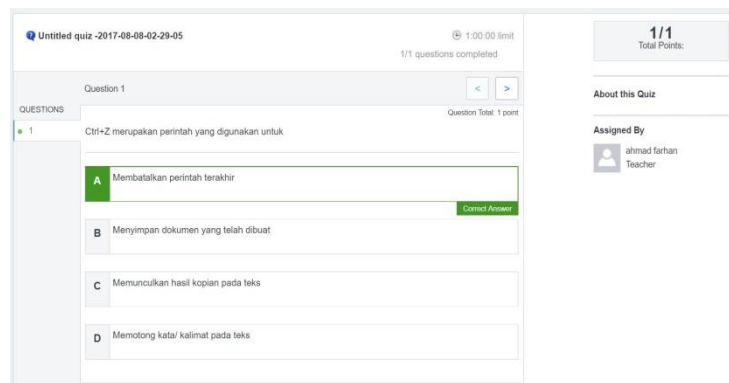 Untitled quiz -2017-08-08-02-29-05
1:00:00 limit
1/1 questions completed
Question 1
< >
QUESTIONS
1
Question Total: 1 point
Ctrl+Z merupakan perintah yang digunakan untuk
A Membatalkan perintah terakhir
Correct Answer
B Menyimpan dokumen yang telah dibuat
C Memunculkan hasil kopian pada teks
D Memotong kata/ kalimat pada teks
1/1
Total Points:
About this Quiz
Assigned By
ahmad farhan
Teacher